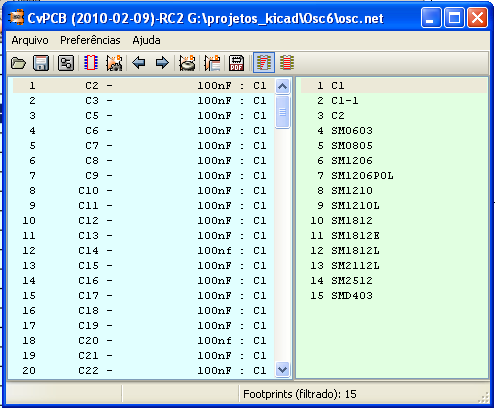 CvPCB (2010-02-09)-RC2 G:\projetos_kicad\Osc6\osc.net
Arquivo Preferências Ajuda
PDF
1 C2 - 100nF : C1
2 C3 - 100nF : C1
3 C5 - 100nF : C1
4 C6 - 100nF : C1
5 C7 - 100nF : C1
6 C8 - 100nF : C1
7 C9 - 100nF : C1
8 C10 - 100nF : C1
9 C11 - 100nF : C1
10 C12 - 100nF : C1
11 C13 - 100nF : C1
12 C14 - 100nf : C1
13 C15 - 100nF : C1
14 C16 - 100nF : C1
15 C17 - 100nF : C1
16 C18 - 100nF : C1
17 C19 - 100nF : C1
18 C20 - 100nf : C1
19 C21 - 100nF : C1
20 C22 - 100nF : C1
1 C1
2 C1-1
3 C2
4 SM0603
5 SM0805
6 SM1206
7 SM1206POL
8 SM1210
9 SM1210L
10 SM1812
11 SM1812E
12 SM1812L
13 SM2112L
14 SM2512
15 SMD403
Footprints (filtrado): 15